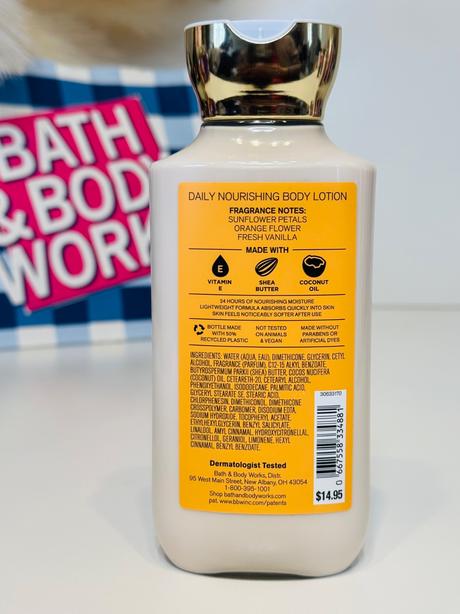 BATH
& BODY
WORK
DAILY NOURISHING BODY LOTION
FRAGRANCE NOTES:
SUNFLOWER PETALS
ORANGE FLOWER
FRESH VANILLA
MADE WITH
E
VITAMIN
E
SHEA
BUTTER
COCONUT
OIL
24 HOURS OF NOURISHING MOISTURE
LIGHTWEIGHT FORMULA ABSORBS QUICKLY INTO SKIN
SKIN FEELS NOTICEABLY SOFTER AFTER USE
BOTTLE MADE
WITH 50%
RECYCLED PLASTIC
NOT TESTED
ON ANIMALS
& VEGAN
MADE WITHOUT
PARABENS OR
ARTIFICIAL DYES
INGREDIENTS: WATER (AQUA, EAU), DIMETHICONE, GLYCERIN, CETYL
ALCOHOL, FRAGRANCE (PARFUM), C12-15 ALKYL BENZOATE,
BUTYROSPERMUM PARKII (SHEA) BUTTER, COCOS NUCIFERA
(COCONUT) OIL, CETEARETH-20, CETEARYL ALCOHOL,
PHENOXYETHANOL, ISODODECANE, PALMITIC ACID,
GLYCERYL STEARATE SE, STEARIC ACID,
CHLORPHENESIN, DIMETHICONOL, DIMETHICONE
CROSSPOLYMER, CARBOMER, DISODIUM EDTA,
SODIUM HYDROXIDE, TOCOPHERYL ACETATE,
ETHYLHEXYLGLYCERIN, BENZYL SALICYLATE,
LINALOOL, AMYL CINNAMAL, HYDROXYCITRONELLAL,
CITRONELLOL, GERANIOL, LIMONENE, HEXYL
CINNAMAL, BENZYL BENZOATE.
30633170
0 667558 334881
$14.95
Dermatologist Tested
Bath & Body Works, Distr.
95 West Main Street, New Albany, OH 43054
1-800-395-1001
Shop bathandbodyworks.com
pat. www.bbwinc.com/patents